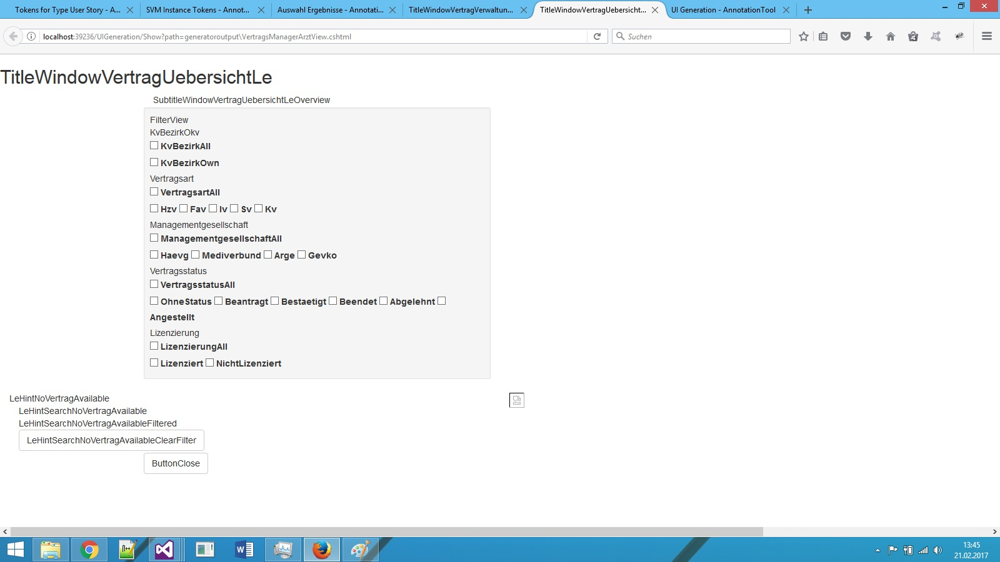 Tokens for Type User Story - A...
SVM Instance Tokens - Annot...
Auswahl Ergebnisse - Annotati...
TitleWindowVertragVerwaltun...
TitleWindowVertragUebersicht...
UI Generation - AnnotationTool
localhost:39236/UIGeneration/Show?path=generatoroutput\VertragsManagerArztView.cshtml
Suchen
TitleWindowVertragUebersichtLe
SubtitleWindowVertragUebersichtLeOverview
FilterView
KvBezirkOkv
KvBezirkAll
KvBezirkOwn
Vertragsart
VertragsartAll
Hzv Fav Iv Sv Kv
Managementgesellschaft
ManagementgesellschaftAll
Haevg Mediverbund Arge Gevko
Vertragsstatus
VertragsstatusAll
OhneStatus Beantragt Bestaetigt Beendet Abgelehnt
Angestellt
Lizenzierung
LizenzierungAll
Lizenziert NichtLizenziert
LeHintNoVertragAvailable
LeHintSearchNoVertragAvailable
LeHintSearchNoVertragAvailableFiltered
LeHintSearchNoVertragAvailableClearFilter
ButtonClose
13:45
21.02.2017